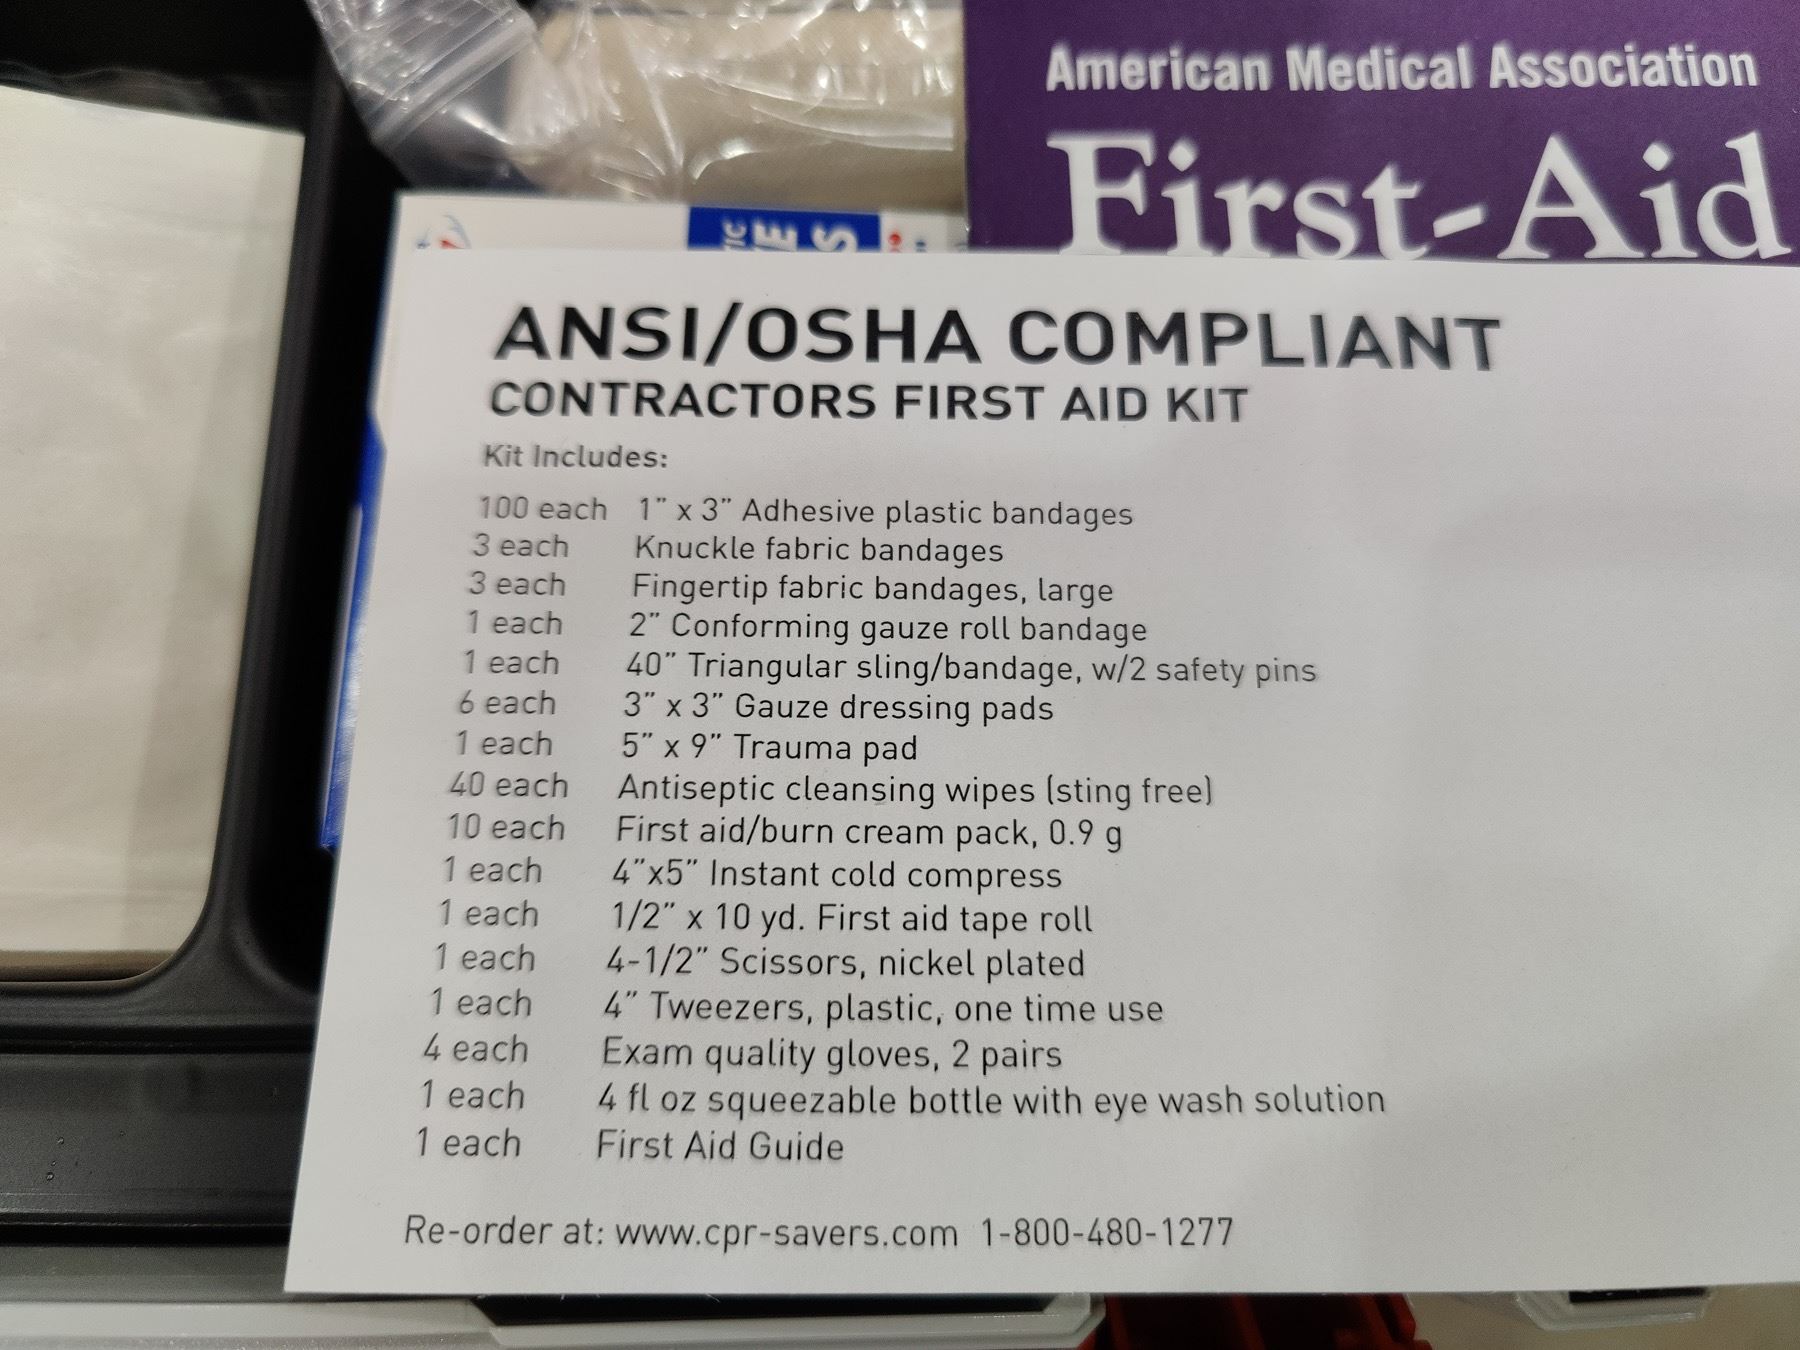 American Medical Association
First-Aid
ANSI/OSHA COMPLIANT
CONTRACTORS FIRST AID KIT
Kit Includes:
100 each 1" x 3" Adhesive plastic bandages
3 each Knuckle fabric bandages
3 each Fingertip fabric bandages, large
1 each 2" Conforming gauze roll bandage
1 each 40" Triangular sling/bandage, w/2 safety pins
6 each 3" x 3" Gauze dressing pads
1 each 5" x 9" Trauma pad
40 each Antiseptic cleansing wipes (sting free)
10 each First aid/burn cream pack, 0.9 g
1 each 4"x5" Instant cold compress
1 each 1/2" x 10 yd. First aid tape roll
1 each 4-1/2" Scissors, nickel plated
1 each 4" Tweezers, plastic, one time use
4 each Exam quality gloves, 2 pairs
1 each 4 fl oz squeezable bottle with eye wash solution
1 each First Aid Guide
Re-order at: www.cpr-savers.com 1-800-480-1277